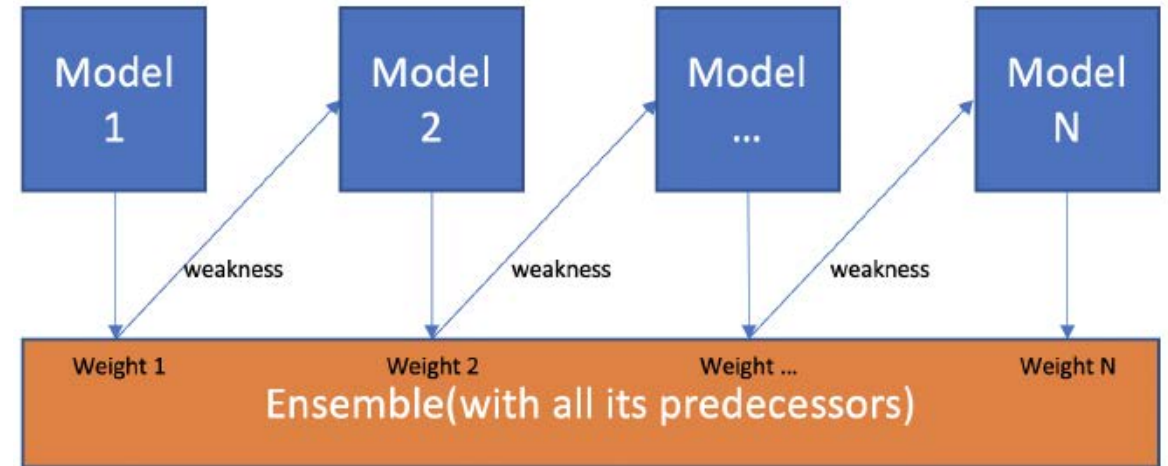 Model
1
Model
2
Model
...
Model
N
weakness
weakness
weakness
Weight 1
Weight 2
Weight ...
Weight N
Ensemble(with all its predecessors)